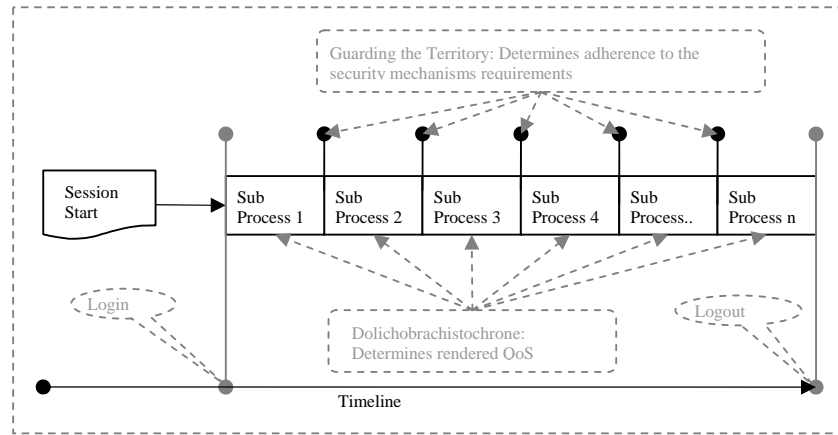 Guarding the Territory: Determines adherence to the
security mechanisms requirements
Session
Start
Sub
Process 1
Sub
Process 2
Sub
Process 3
Sub
Process 4
Sub
Process..
Sub
Process n
Login
Logout
Dolichobrachistochrone:
Determines rendered QoS
Timeline